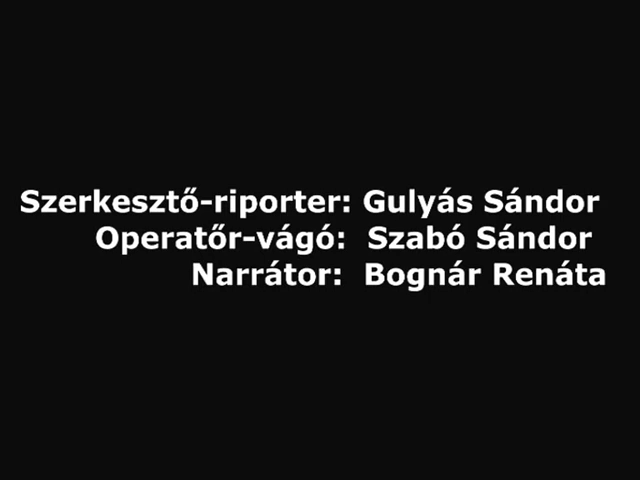 Szerkesztő-riporter: Gulyás Sándor
Operatőr-vágó: Szabó Sándor
Narrátor: Bognár Renáta